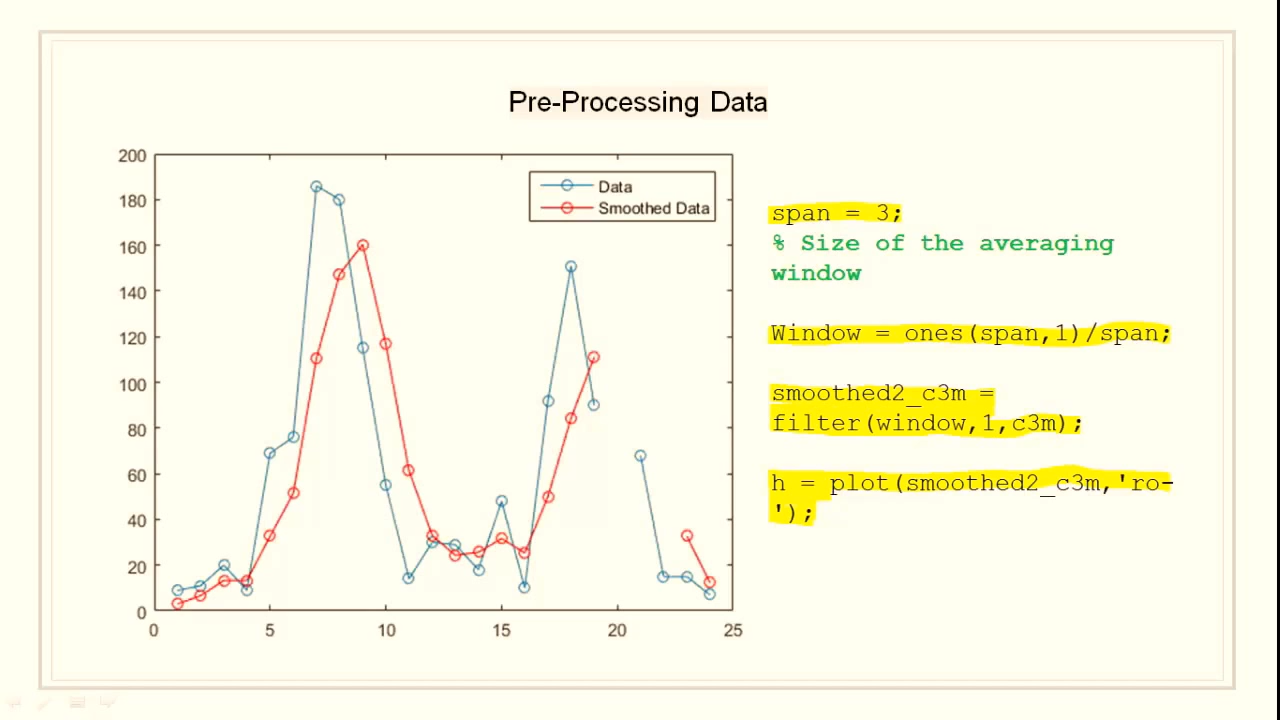 Pre-Processing Data
200
180
160
140
120
100
80
60
40
20
0
0 5 10 15 20 25
Data
Smoothed Data
span = 3;
% Size of the averaging
window
Window = ones(span,1)/span;
smoothed2_c3m =
filter(window,1,c3m);
h = plot(smoothed2_c3m,'ro-
');